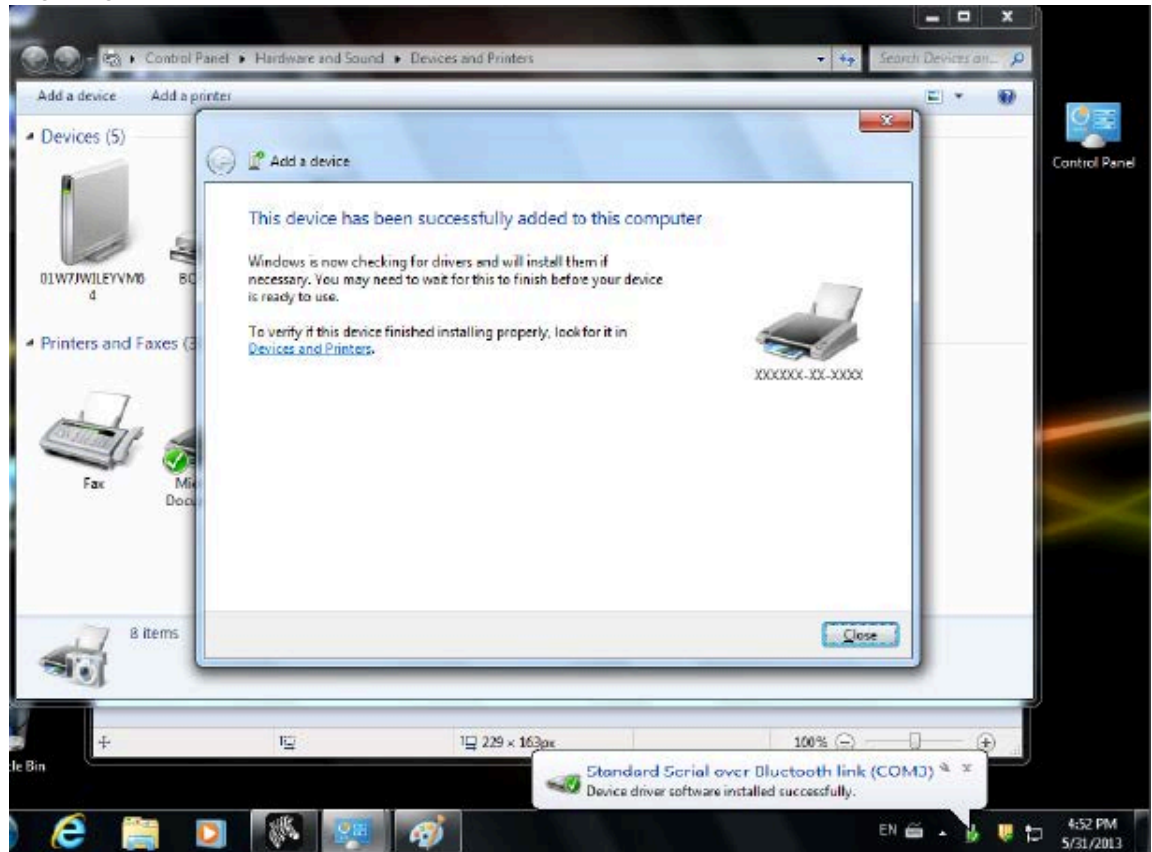 Control Panel ▸ Hardware and Sound ▸ Devices and Printers
Search Devices an...
Add a device Add a printer
Devices (5)
Control Panel
Add a device
This device has been successfully added to this computer
Windows is now checking for drivers and will install them if
necessary. You may need to wait for this to finish before your device
is ready to use.
To verify if this device finished installing properly, look for it in
Devices and Printers.
XXXXXX-XX-XXXX
4
Printers and Faxes (3
Fax
Mic
Docu
8 items
Close
229 × 163px
100%
le Bin
Standard Serial over Bluetooth link (COM3)
Device driver software installed successfully.
EN
4:52 PM
5/31/2013